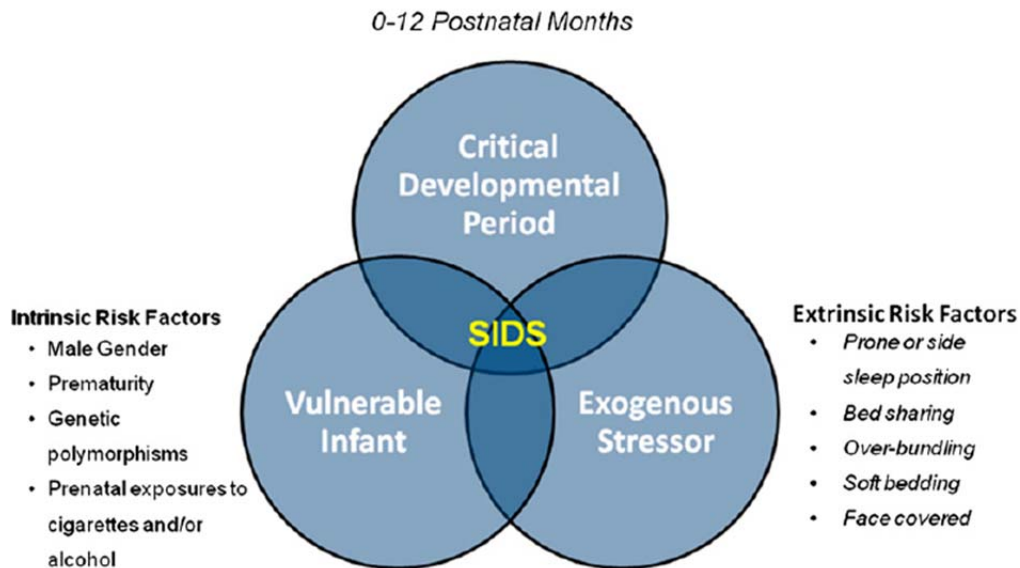 0-12 Postnatal Months
Critical
Developmental
Period
SIDS
Vulnerable
Infant
Exogenous
Stressor
Intrinsic Risk Factors
• Male Gender
• Prematurity
• Genetic
polymorphisms
• Prenatal exposures to
cigarettes and/or
alcohol
Extrinsic Risk Factors
• Prone or side
sleep position
• Bed sharing
• Over-bundling
• Soft bedding
• Face covered